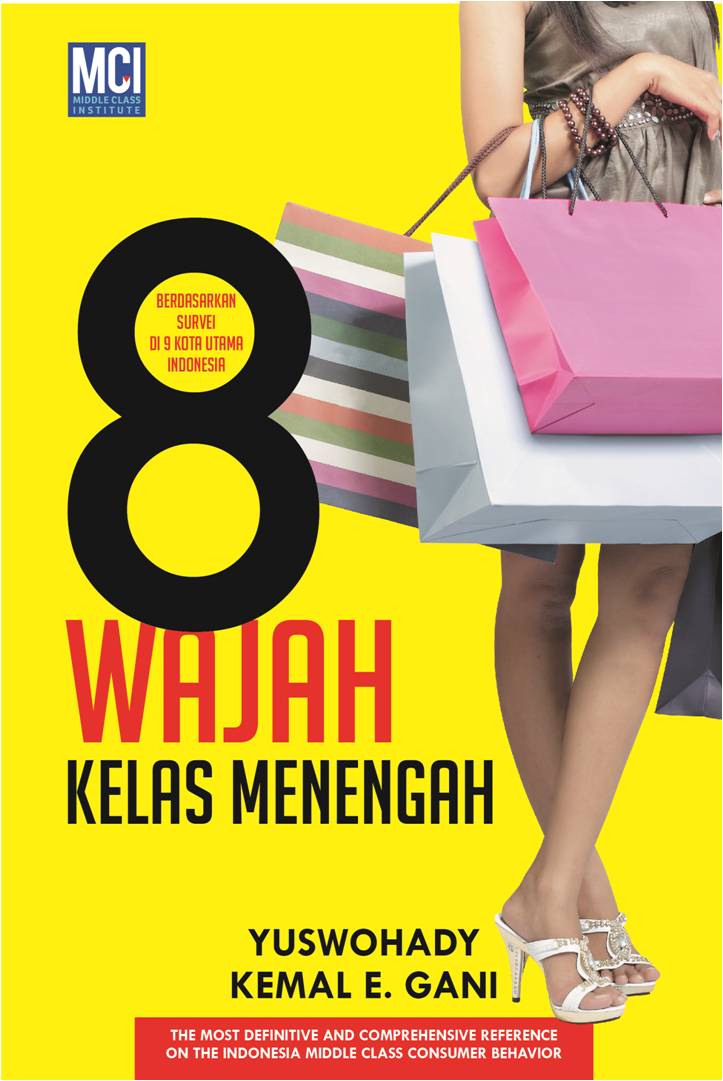 MCI
MIDDLE CLASS
INSTITUTE
8
BERDASARKAN
SURVEI
DI 9 KOTA UTAMA
INDONESIA
WAJAH
KELAS MENENGAH
YUSWOHADY
KEMAL E. GANI
THE MOST DEFINITIVE AND COMPREHENSIVE REFERENCE
ON THE INDONESIA MIDDLE CLASS CONSUMER BEHAVIOR